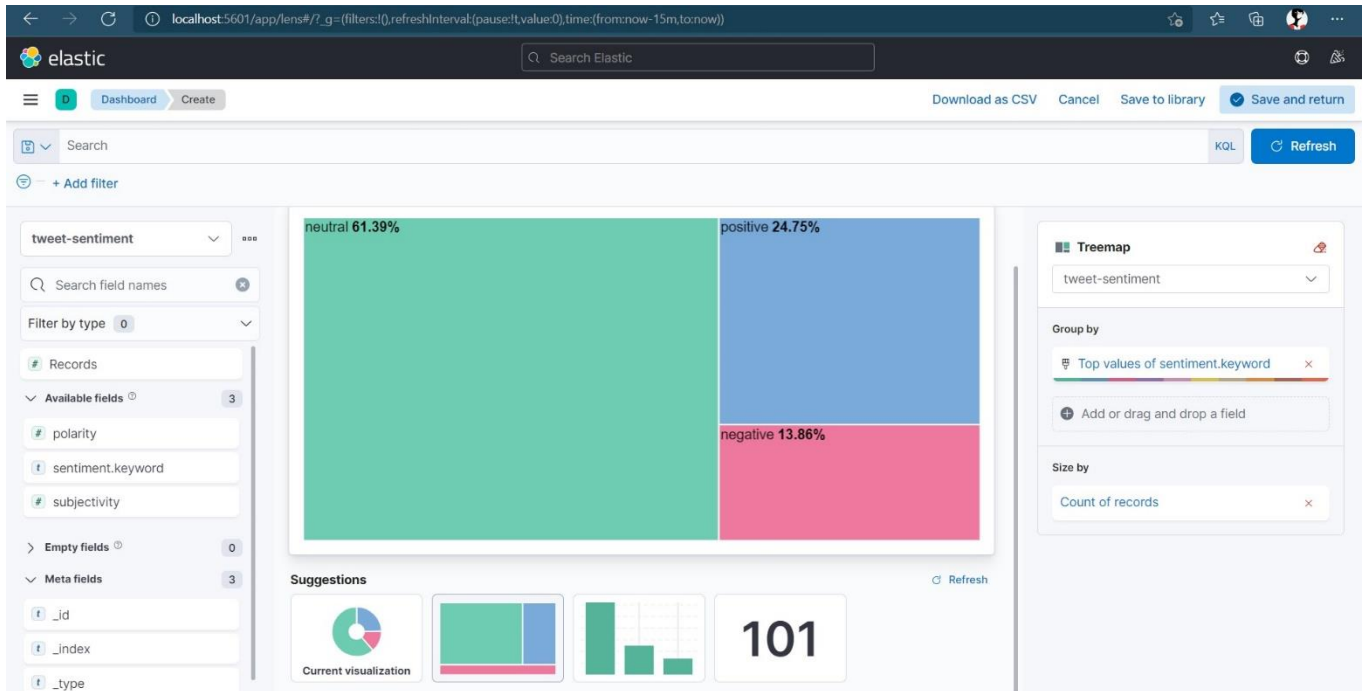 localhost:5601/app/lens#/?_g=(filters:!(),refreshInterval:(pause:!t,value:0),time:(from:now-15m,to:now))
elastic
Search Elastic
D
Dashboard
Create
Download as CSV
Cancel
Save to library
Save and return
Search
KQL
Refresh
+ Add filter
tweet-sentiment
Search field names
Filter by type 0
# Records
Available fields 3
# polarity
t sentiment.keyword
# subjectivity
Empty fields 0
Meta fields 3
t _id
t _index
t _type
neutral 61.39%
positive 24.75%
negative 13.86%
Suggestions
Refresh
Current visualization
101
Treemap
tweet-sentiment
Group by
Top values of sentiment.keyword
Add or drag and drop a field
Size by
Count of records